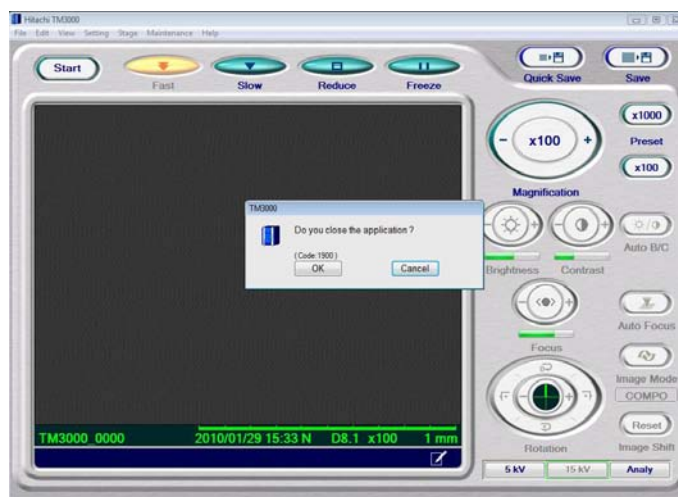 Hitachi TM3000
File Edit View Setting Stage Maintenance Help
Start
Fast Slow Reduce Freeze
Quick Save Save
- x100 +
Magnification
x1000
Preset
x100
Brightness Contrast
Auto B/C
Focus
Auto Focus
Image Mode
COMPO
Reset
Rotation
Image Shift
5 kV 15 kV Analy
TM3000
Do you close the application ?
(Code:1900)
OK Cancel
TM3000_0000 2010/01/29 15:33 N D8.1 x100 1 mm